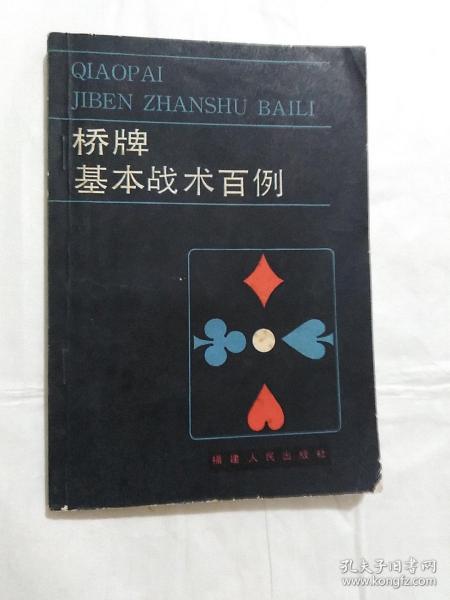 QIAOPAI
JIBEN ZHANSHU BAILI
桥牌
基本战术百例
福建人民出版社
孔夫子旧书网
www.kongfz.com